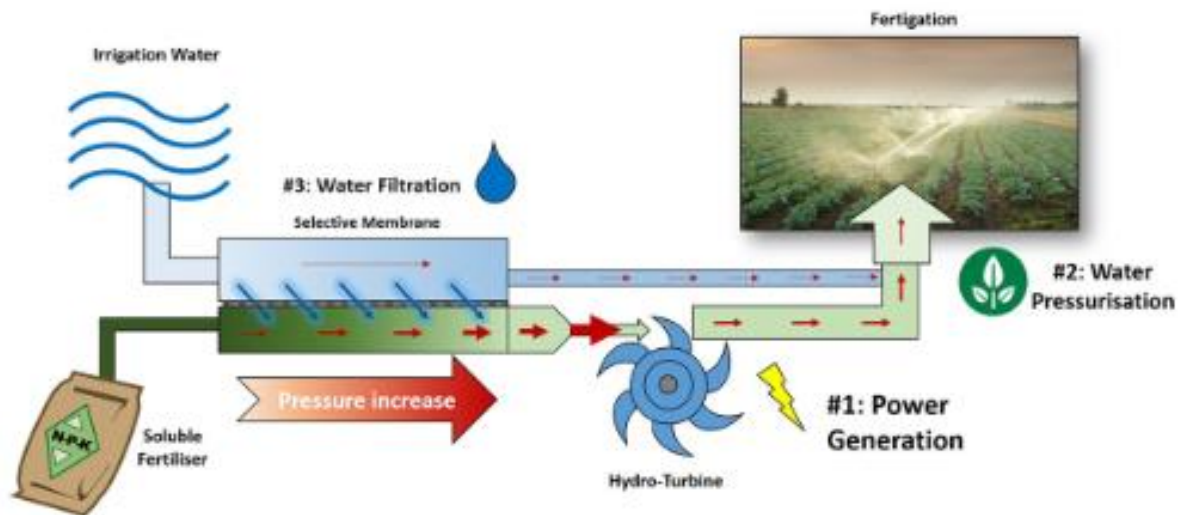 Fertigation
Irrigation Water
#3: Water Filtration
Selective Membrane
#2: Water
Pressurisation
Pressure increase
#1: Power
Generation
N-P-K
Soluble
Fertiliser
Hydro-Turbine